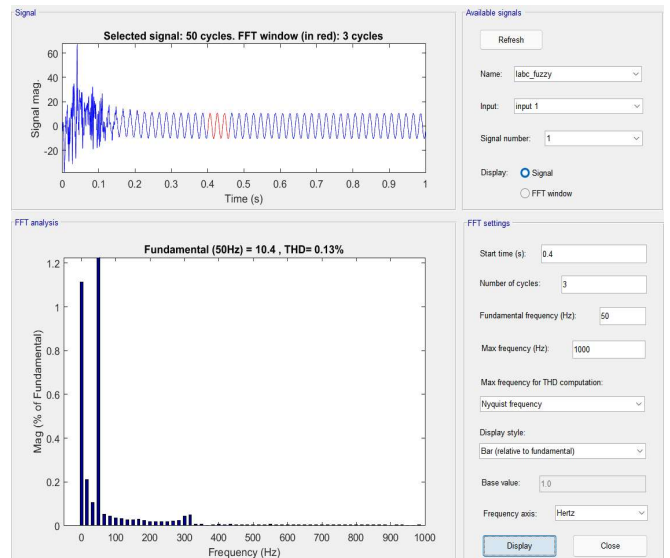 Signal
Selected signal: 50 cycles. FFT window (in red): 3 cycles
60
40
20
0
-20
Signal mag.
0 0.1 0.2 0.3 0.4 0.5 0.6 0.7 0.8 0.9 1
Time (s)
Available signals
Refresh
Name: Iabc_fuzzy
Input: input 1
Signal number: 1
Display: Signal
FFT window
FFT analysis
Fundamental (50Hz) = 10.4 , THD= 0.13%
1.2
1
0.8
0.6
0.4
0.2
0
Mag (% of Fundamental)
0 100 200 300 400 500 600 700 800 900 1000
Frequency (Hz)
FFT settings
Start time (s): 0.4
Number of cycles: 3
Fundamental frequency (Hz): 50
Max frequency (Hz): 1000
Max frequency for THD computation:
Nyquist frequency
Display style:
Bar (relative to fundamental)
Base value: 1.0
Frequency axis: Hertz
Display Close